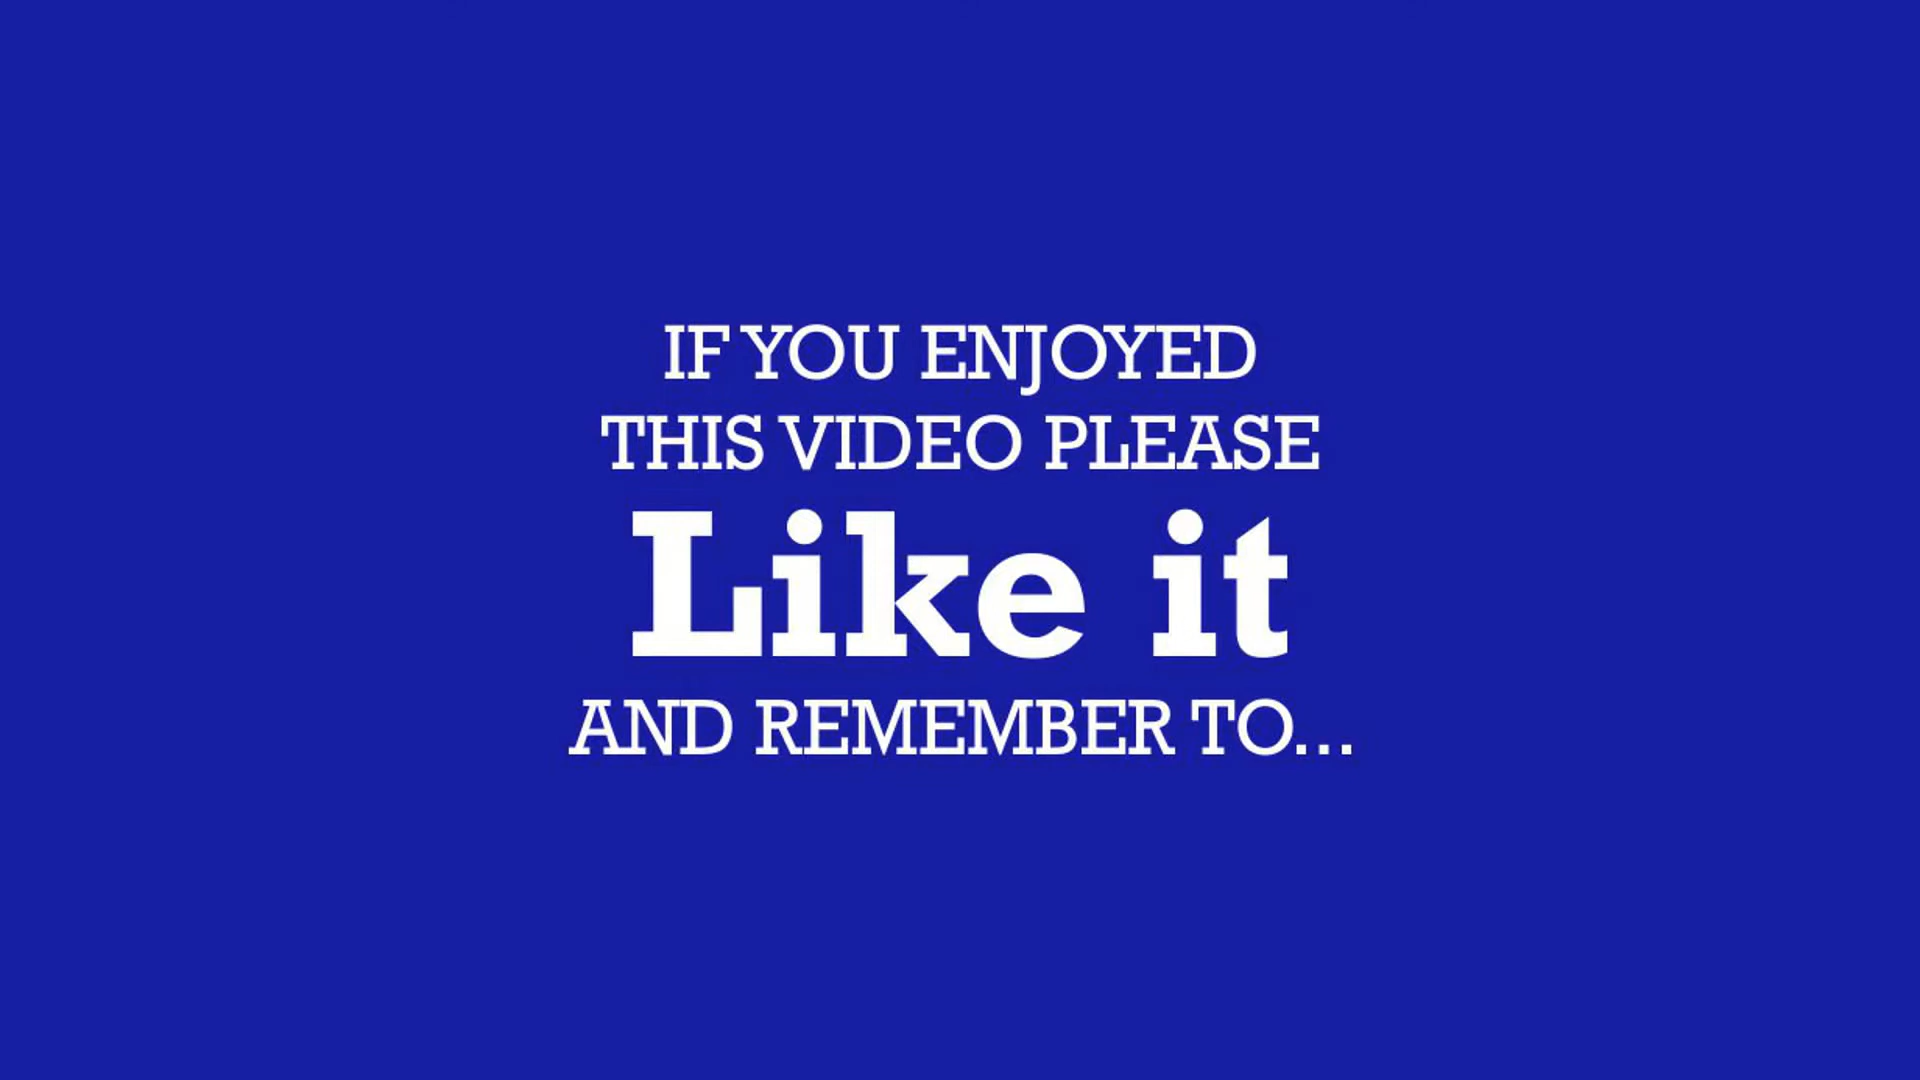 IF YOU ENJOYED
THIS VIDEO PLEASE
Like it
AND REMEMBER TO...